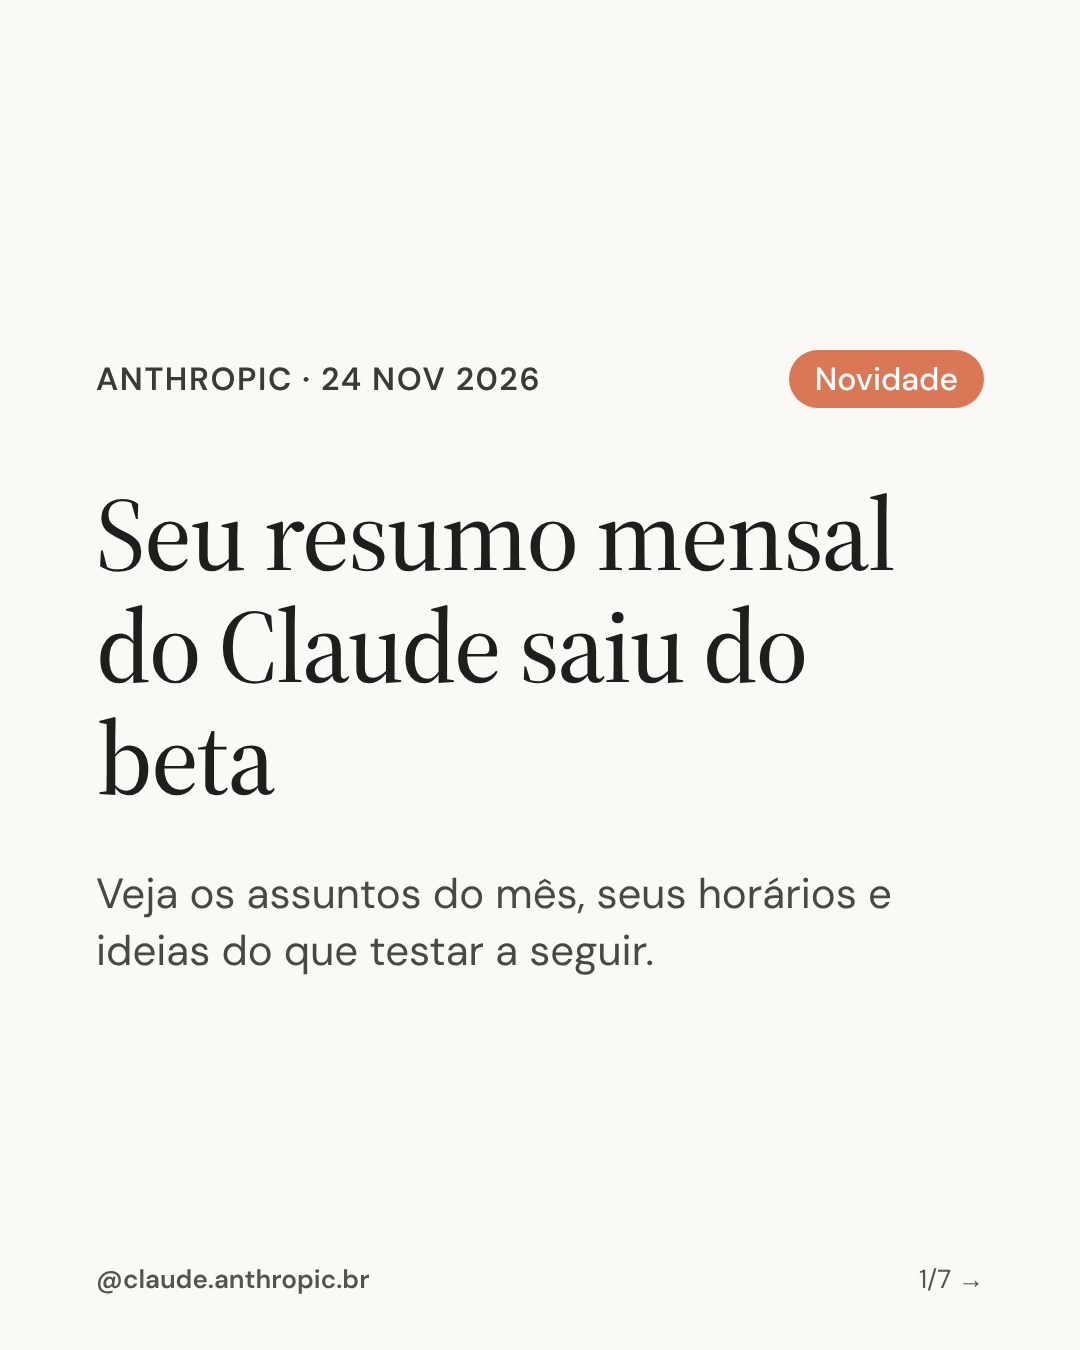 ANTHROPIC · 24 NOV 2026
Novidade
Seu resumo mensal
do Claude saiu do
beta
Veja os assuntos do mês, seus horários e
ideias do que testar a seguir.
@claude.anthropic.br
1/7 →